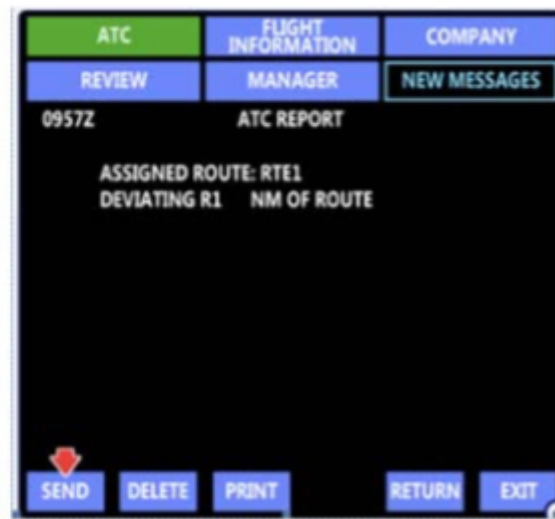 ATC FLIGHT INFORMATION COMPANY
REVIEW MANAGER NEW MESSAGES
0957Z ATC REPORT
ASSIGNED ROUTE: RTE1
DEVIATING R1 NM OF ROUTE
SEND DELETE PRINT RETURN EXIT